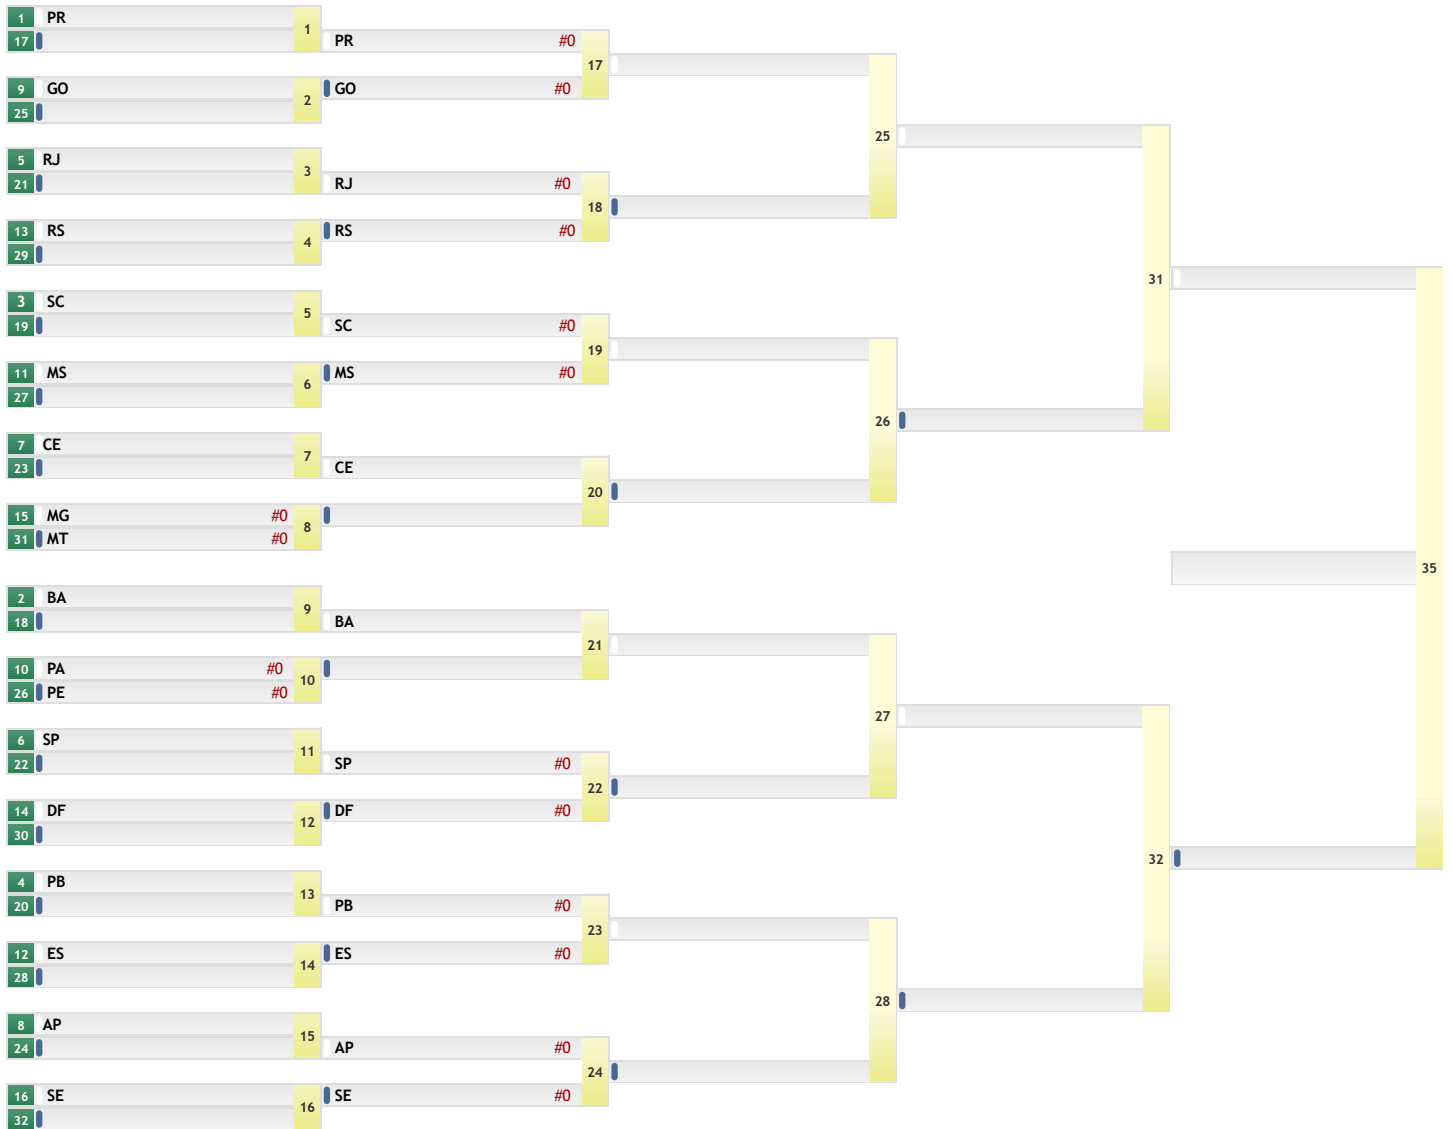 1 PR
1
17
PR #0
17
9 GO
2
GO #0
25
25
5 RJ
3
21
RJ #0
18
13 RS
4
RS #0
29
31
3 SC
5
19
SC #0
19
11 MS
6
MS #0
27
26
7 CE
7
23
CE
20
15 MG #0
8
31 MT #0
35
2 BA
9
18
BA
21
10 PA #0
10
26 PE #0
27
6 SP
11
22
SP #0
22
14 DF
12
DF #0
30
32
4 PB
13
20
PB #0
23
12 ES
14
ES #0
28
28
8 AP
15
24
AP #0
24
16 SE
16
SE #0
32